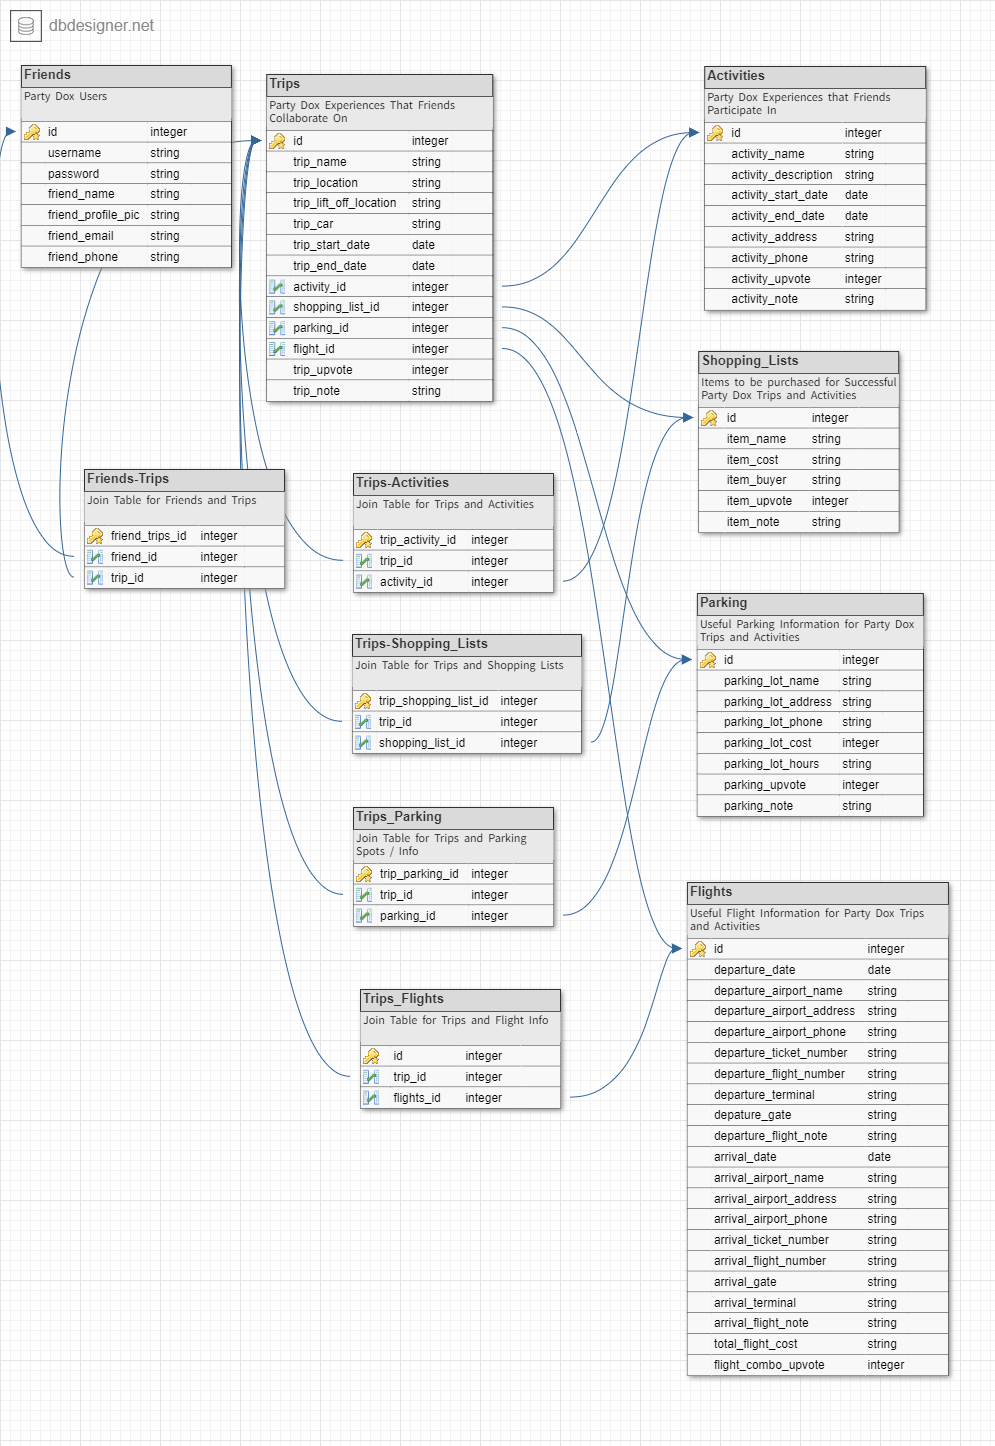 dbdesigner.net
Friends
Party Dox Users
id integer
username string
password string
friend_name string
friend_profile_pic string
friend_email string
friend_phone string
Trips
Party Dox Experiences That Friends
Collaborate On
id integer
trip_name string
trip_location string
trip_lift_off_location string
trip_car string
trip_start_date date
trip_end_date date
activity_id integer
shopping_list_id integer
parking_id integer
flight_id integer
trip_upvote integer
trip_note string
Activities
Party Dox Experiences that Friends
Participate In
id integer
activity_name string
activity_description string
activity_start_date date
activity_end_date date
activity_address string
activity_phone string
activity_upvote integer
activity_note string
Shopping_Lists
Items to be purchased for Successful
Party Dox Trips and Activities
id integer
item_name string
item_cost string
item_buyer string
item_upvote integer
item_note string
Friends-Trips
Join Table for Friends and Trips
friend_trips_id integer
friend_id integer
trip_id integer
Trips-Activities
Join Table for Trips and Activities
trip_activity_id integer
trip_id integer
activity_id integer
Trips-Shopping_Lists
Join Table for Trips and Shopping Lists
trip_shopping_list_id integer
trip_id integer
shopping_list_id integer
Parking
Useful Parking Information for Party Dox
Trips and Activities
id integer
parking_lot_name string
parking_lot_address string
parking_lot_phone string
parking_lot_cost integer
parking_lot_hours string
parking_upvote integer
parking_note string
Trips_Parking
Join Table for Trips and Parking
Spots / Info
trip_parking_id integer
trip_id integer
parking_id integer
Trips_Flights
Join Table for Trips and Flight Info
id integer
trip_id integer
flights_id integer
Flights
Useful Flight Information for Party Dox Trips
and Activities
id integer
departure_date date
departure_airport_name string
departure_airport_address string
departure_airport_phone string
departure_ticket_number string
departure_flight_number string
departure_terminal string
depature_gate string
departure_flight_note string
arrival_date date
arrival_airport_name string
arrival_airport_address string
arrival_airport_phone string
arrival_ticket_number string
arrival_flight_number string
arrival_gate string
arrival_terminal string
arrival_flight_note string
total_flight_cost string
flight_combo_upvote integer